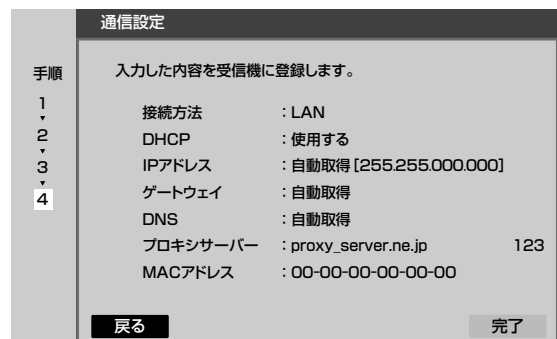 通信設定
手順
1
2
3
4
入力した内容を受信機に登録します。
接続方法 : LAN
DHCP : 使用する
IPアドレス : 自動取得[255.255.000.000]
ゲートウェイ : 自動取得
DNS : 自動取得
プロキシサーバー : proxy_server.ne.jp 123
MACアドレス : 00-00-00-00-00-00
戻る 完了